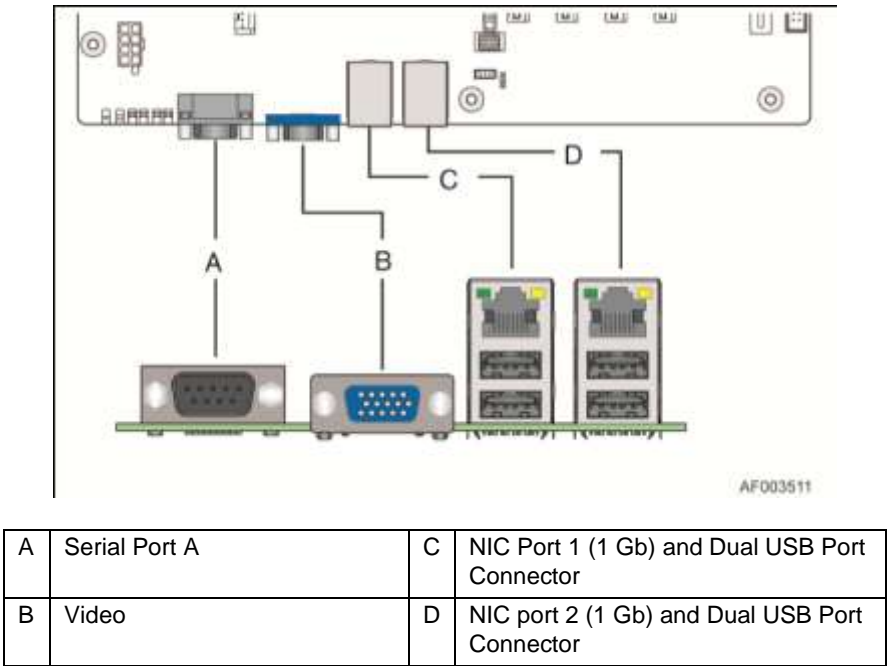 D
C
A
B
AF003511
A Serial Port A C NIC Port 1 (1 Gb) and Dual USB Port
Connector
B Video D NIC port 2 (1 Gb) and Dual USB Port
Connector